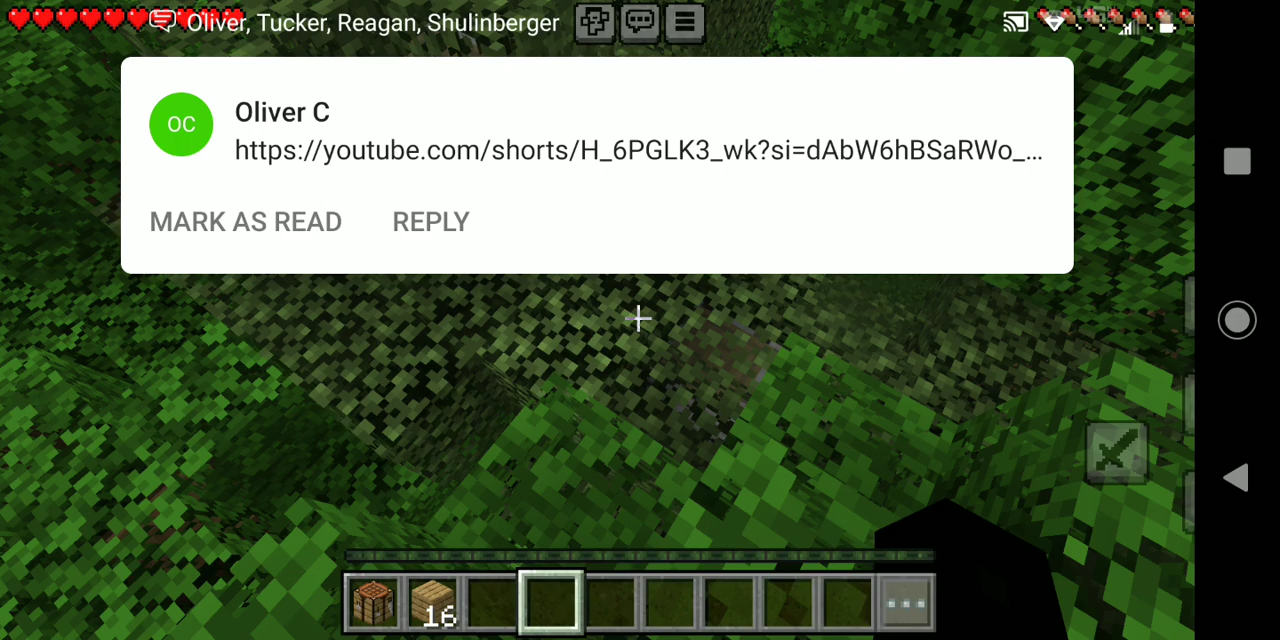 Oliver, Tucker, Reagan, Shulinberger
OC
Oliver C
https://youtube.com/shorts/H_6PGLK3_wk?si=dAbW6hBSaRWo_...
MARK AS READ REPLY
16